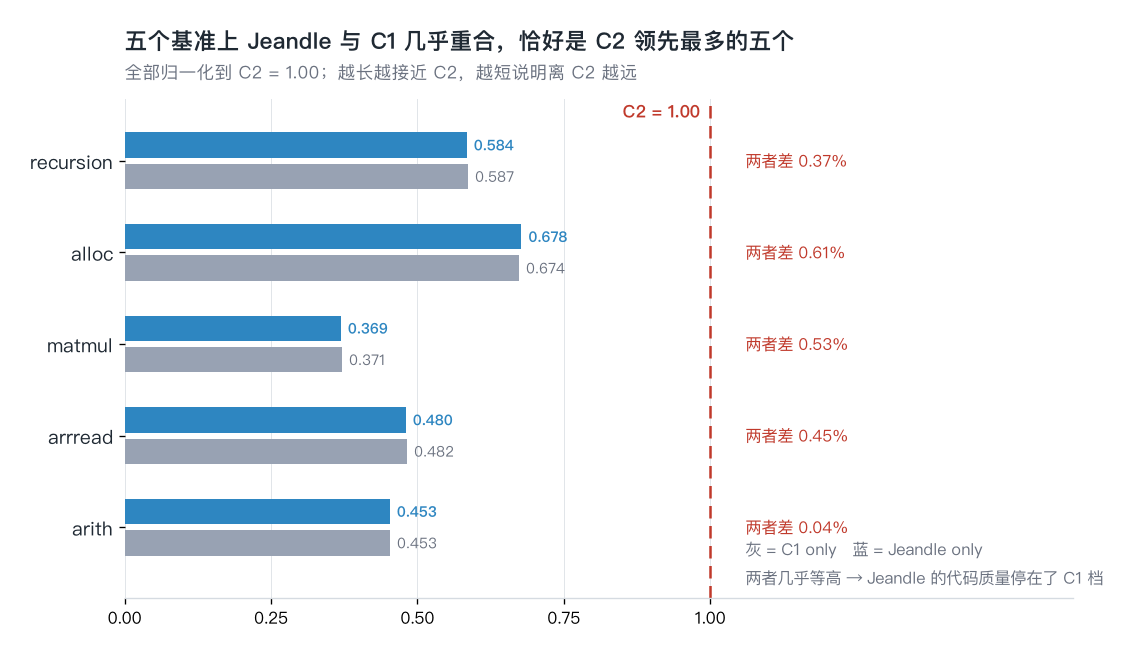 五个基准上 Jeandle 与 C1 几乎重合，恰好是 C2 领先最多的五个
全部归一化到 C2 = 1.00；越长越接近 C2，越短说明离 C2 越远
C2 = 1.00
recursion
0.584
0.587
两者差 0.37%
alloc
0.678
0.674
两者差 0.61%
matmul
0.369
0.371
两者差 0.53%
arrread
0.480
0.482
两者差 0.45%
arith
0.453
0.453
两者差 0.04%
灰 = C1 only 蓝 = Jeandle only
两者几乎等高 → Jeandle 的代码质量停在了 C1 档
0.00 0.25 0.50 0.75 1.00